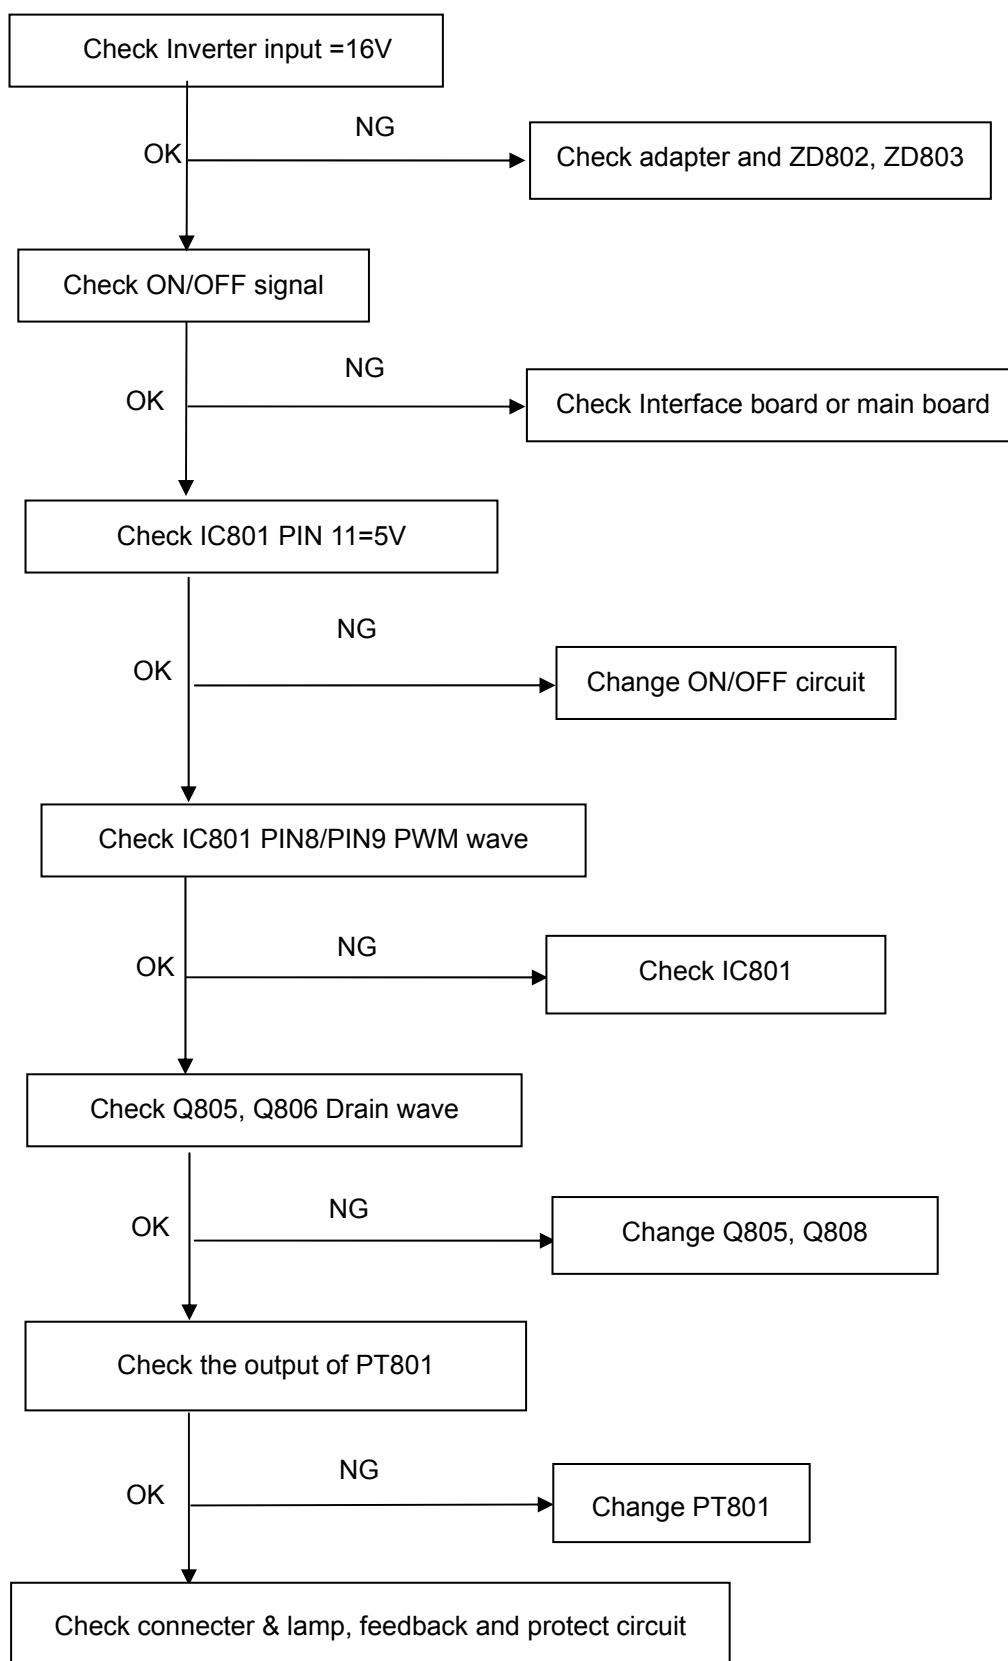 Check Inverter input =16V
NG
OK
Check adapter and ZD802, ZD803
Check ON/OFF signal
NG
OK
Check Interface board or main board
Check IC801 PIN 11=5V
NG
OK
Change ON/OFF circuit
Check IC801 PIN8/PIN9 PWM wave
NG
OK
Check IC801
Check Q805, Q806 Drain wave
NG
OK
Change Q805, Q808
Check the output of PT801
NG
OK
Change PT801
Check connecter & lamp, feedback and protect circuit